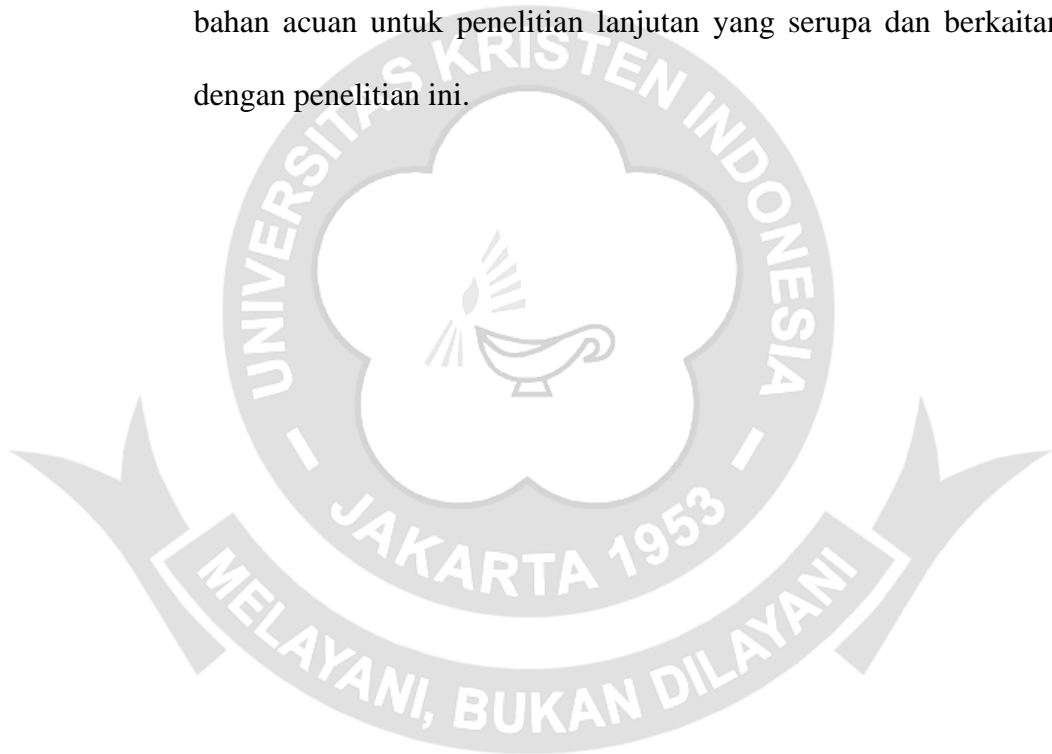 bahan acuan untuk penelitian lanjutan yang serupa dan berkaitan
dengan penelitian ini.
UNIVERSITAS KRISTEN INDONESIA
- JAKARTA 1953 -
MELAYANI, BUKAN DILAYANI